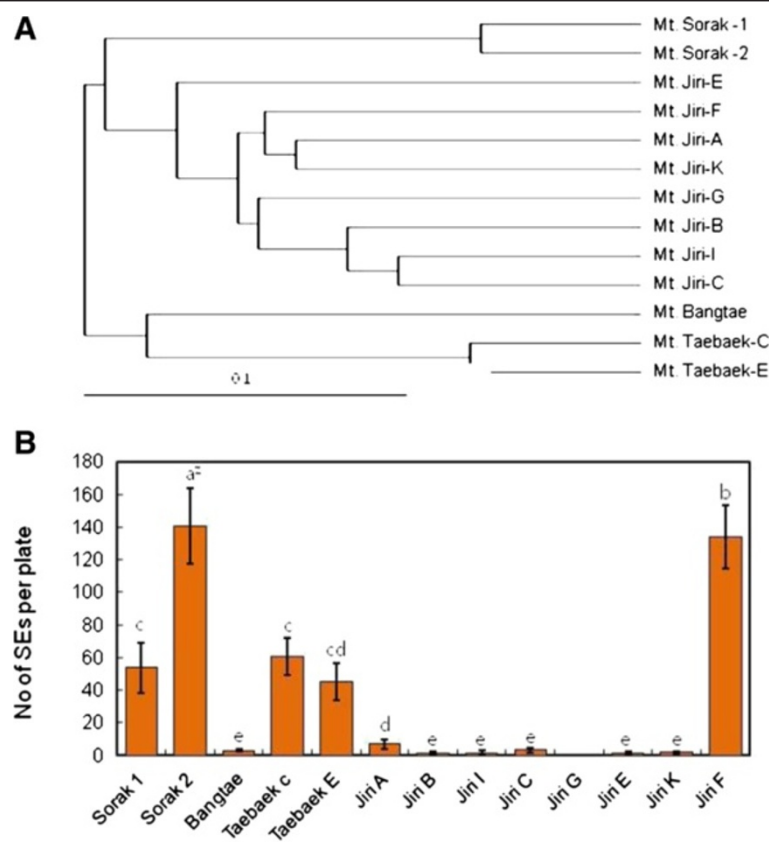 A
Mt. Sorak-1
Mt. Sorak-2
Mt. Jiri-E
Mt. Jiri-F
Mt. Jiri-A
Mt. Jiri-K
Mt. Jiri-G
Mt. Jiri-B
Mt. Jiri-I
Mt. Jiri-C
Mt. Bangtae
Mt. Taebaek-C
Mt. Taebaek-E
0.1
B
No of SEs per plate
180
160
140
120
100
80
60
40
20
0
c
aᶻ
e
c
cd
d
e
e
e
e
e
b
Sorak 1
Sorak 2
Bangtae
Taebaek c
Taebaek E
Jiri A
Jiri B
Jiri I
Jiri C
Jiri G
Jiri E
Jiri K
Jiri F